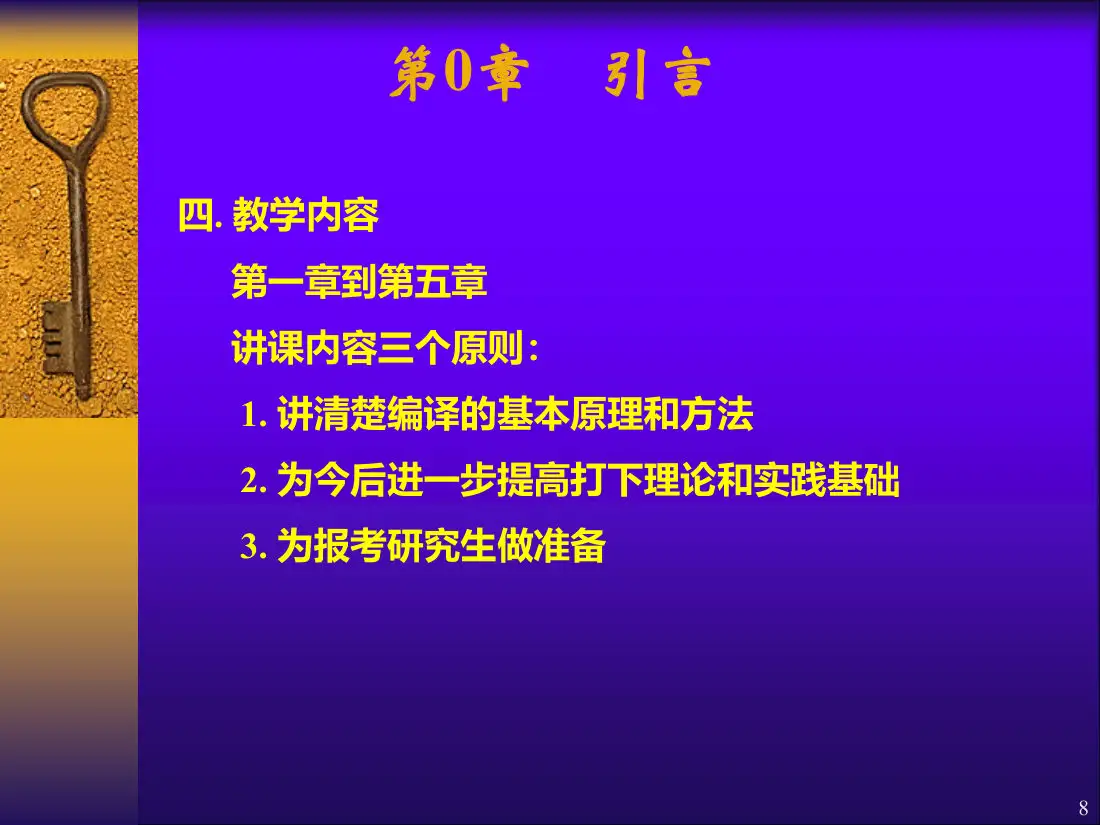 第0章 引言
四. 教学内容
第一章到第五章
讲课内容三个原则：
1. 讲清楚编译的基本原理和方法
2. 为今后进一步提高打下理论和实践基础
3. 为报考研究生做准备
8